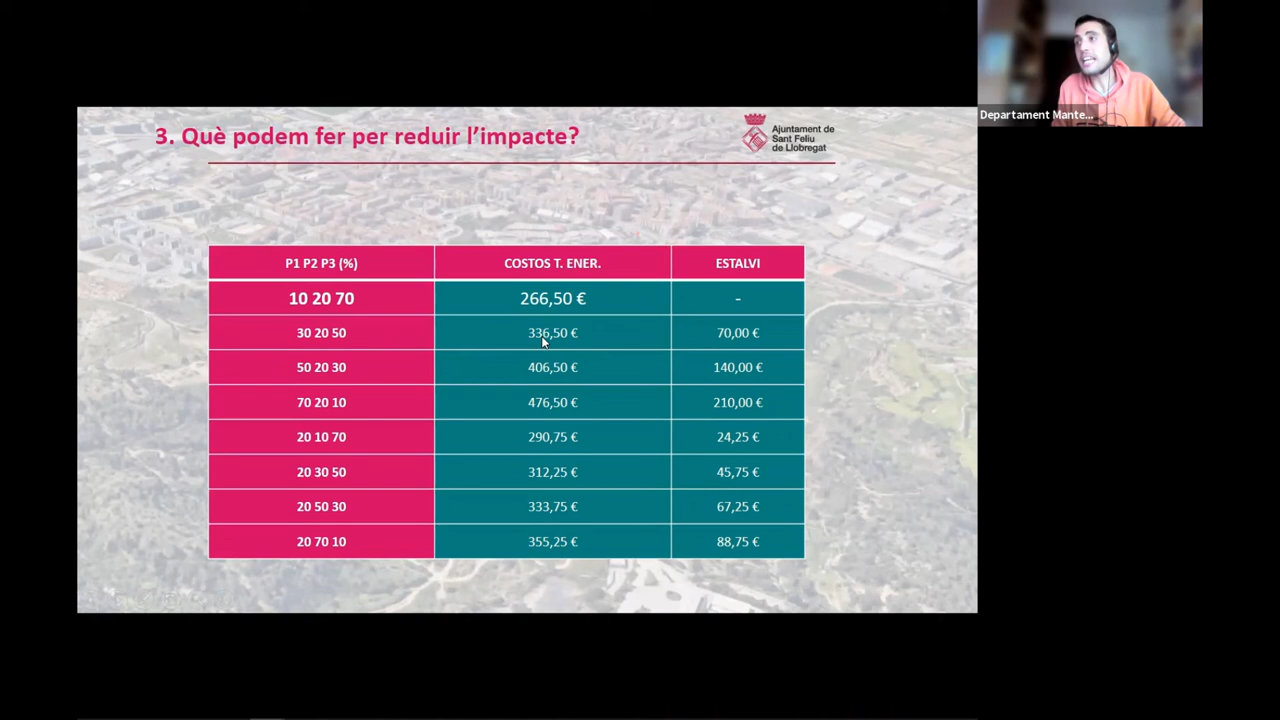 Departament Mante...
3. Què podem fer per reduir l'impacte?
Ajuntament de
Sant Feliu
de Llobregat
P1 P2 P3 (%) COSTOS T. ENER. ESTALVI
10 20 70 266,50 € -
30 20 50 336,50 € 70,00 €
50 20 30 406,50 € 140,00 €
70 20 10 476,50 € 210,00 €
20 10 70 290,75 € 24,25 €
20 30 50 312,25 € 45,75 €
20 50 30 333,75 € 67,25 €
20 70 10 355,25 € 88,75 €